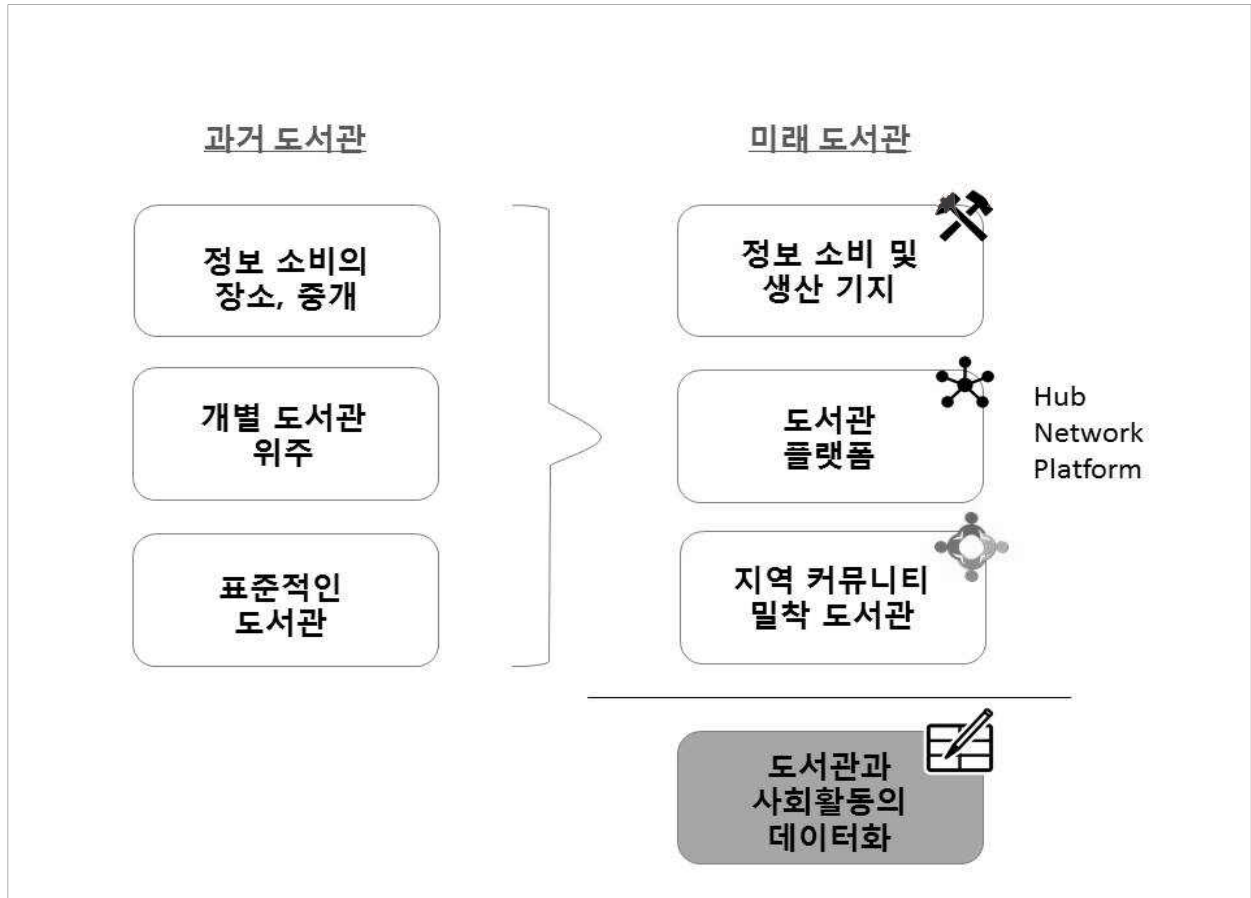 과거 도서관
정보 소비의
장소, 중개
개별 도서관
위주
표준적인
도서관
미래 도서관
정보 소비 및
생산 기지
도서관
플랫폼
Hub
Network
Platform
지역 커뮤니티
밀착 도서관
도서관과
사회활동의
데이터화